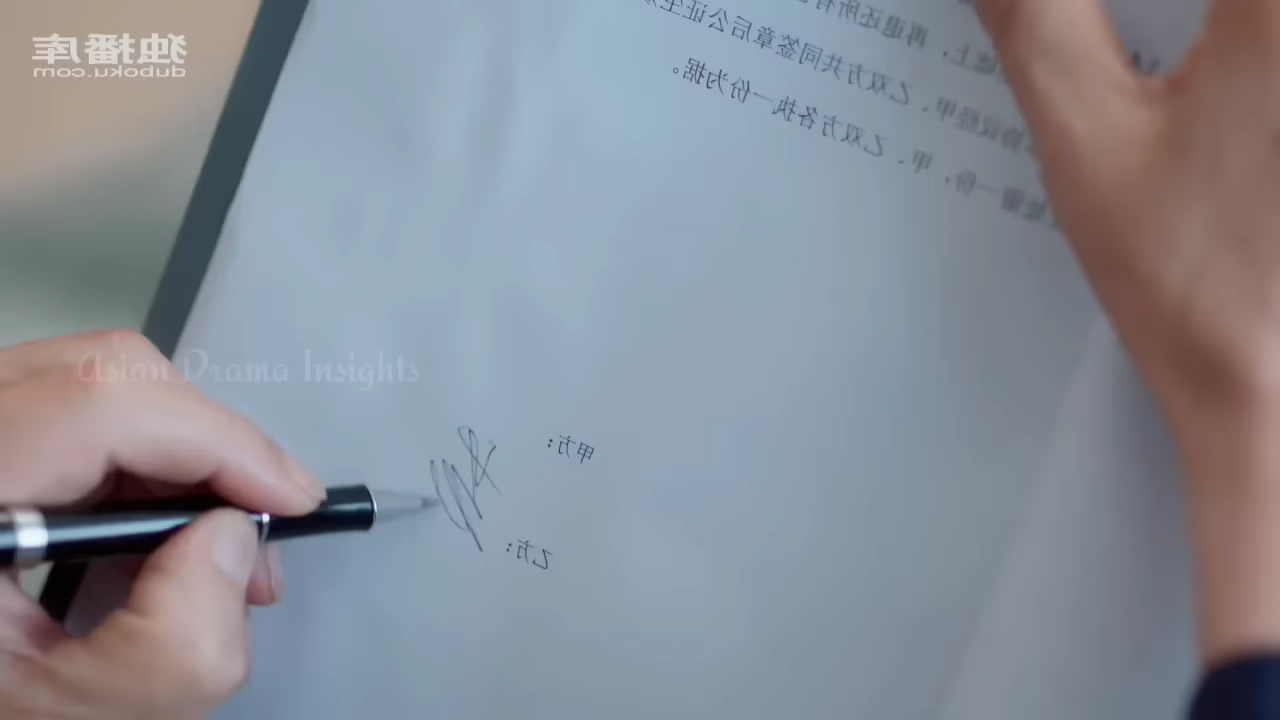 独播库
duboku.com
再退还所有
乙双方共同签章后公证生
一份,甲、乙双方各执一份为据。
Asian Drama Insights
甲方:
乙方: